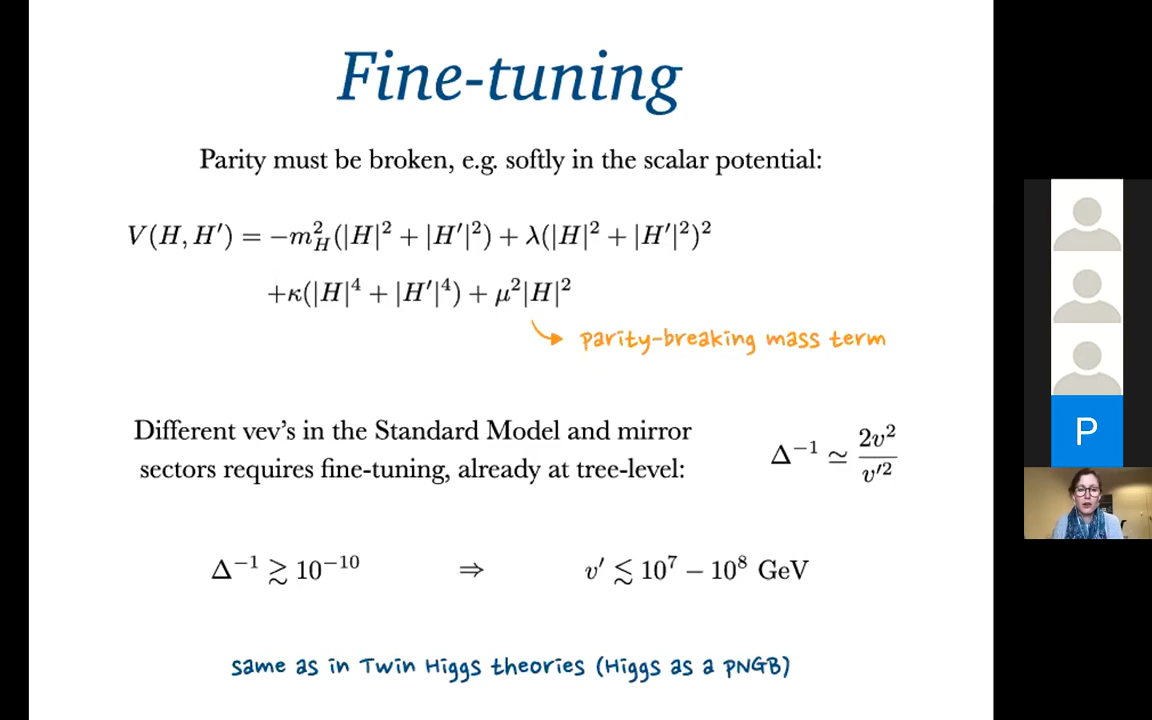 Fine-tuning
Parity must be broken, e.g. softly in the scalar potential:
V(H, H′) = −m²_H(|H|² + |H′|²) + λ(|H|² + |H′|²)²
+κ(|H|⁴ + |H′|⁴) + μ²|H|²
parity-breaking mass term
Different vev's in the Standard Model and mirror
sectors requires fine-tuning, already at tree-level:
Δ⁻¹ ≃ 2v²/v′²
Δ⁻¹ ≳ 10⁻¹⁰ ⇒ v′ ≲ 10⁷ − 10⁸ GeV
same as in Twin Higgs theories (Higgs as a PNGB)
P